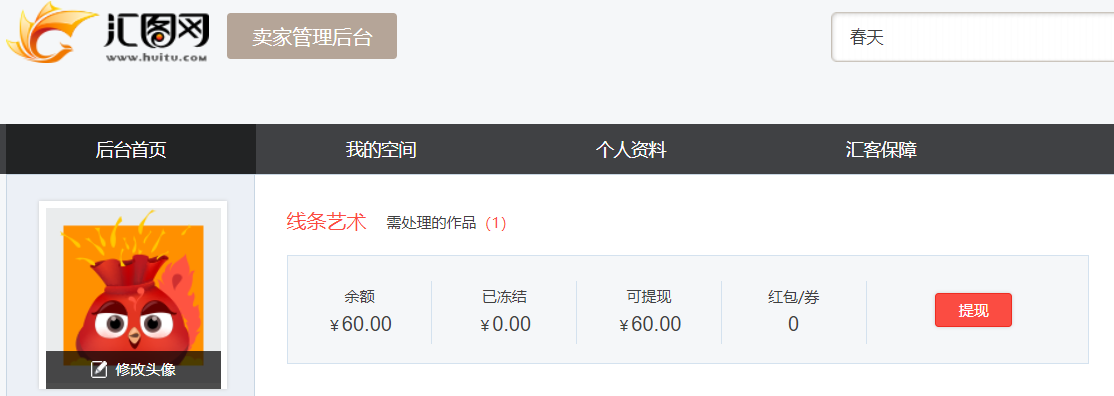 汇图网
www.huitu.com
卖家管理后台
春天
后台首页 我的空间 个人资料 汇客保障
线条艺术 需处理的作品 (1)
余额 已冻结 可提现 红包/券
¥60.00 ¥0.00 ¥60.00 0
提现
修改头像